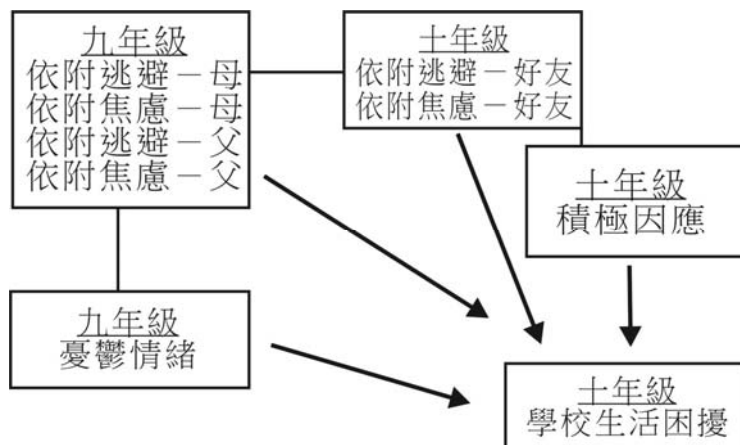 九年級
依附逃避－母
依附焦慮－母
依附逃避－父
依附焦慮－父
十年級
依附逃避－好友
依附焦慮－好友
十年級
積極因應
九年級
憂鬱情緒
十年級
學校生活困擾